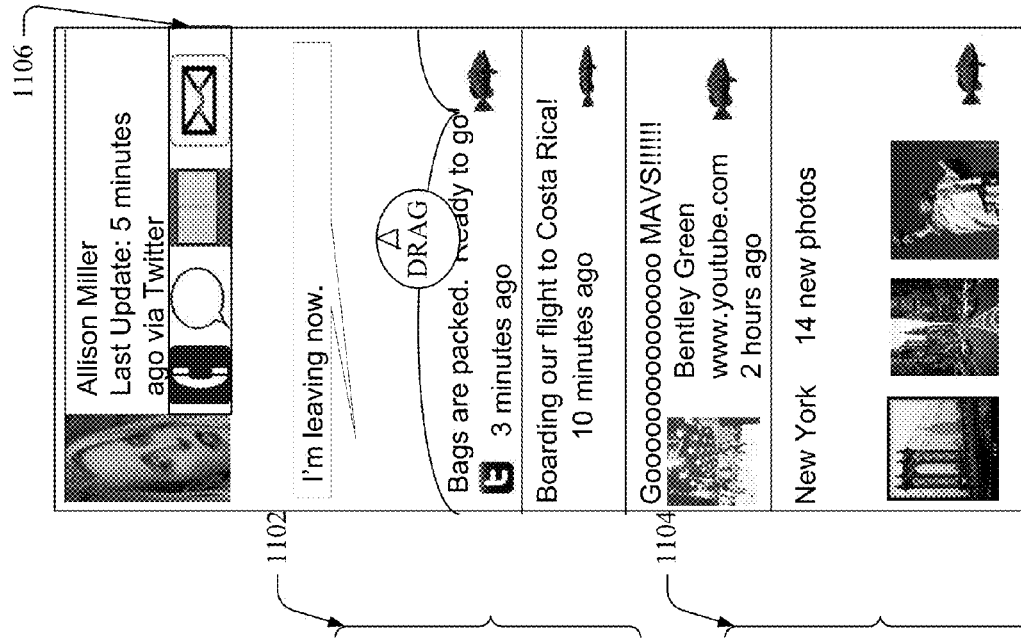 1106
Allison Miller
Last Update: 5 minutes
ago via Twitter
1102
I'm leaving now.
DRAG
Bags are packed. Ready to go
3 minutes ago
Boarding our flight to Costa Rica!
10 minutes ago
1104
Goooooooooooooooo MAVS!!!!!!!
Bentley Green
www.youtube.com
2 hours ago
New York 14 new photos